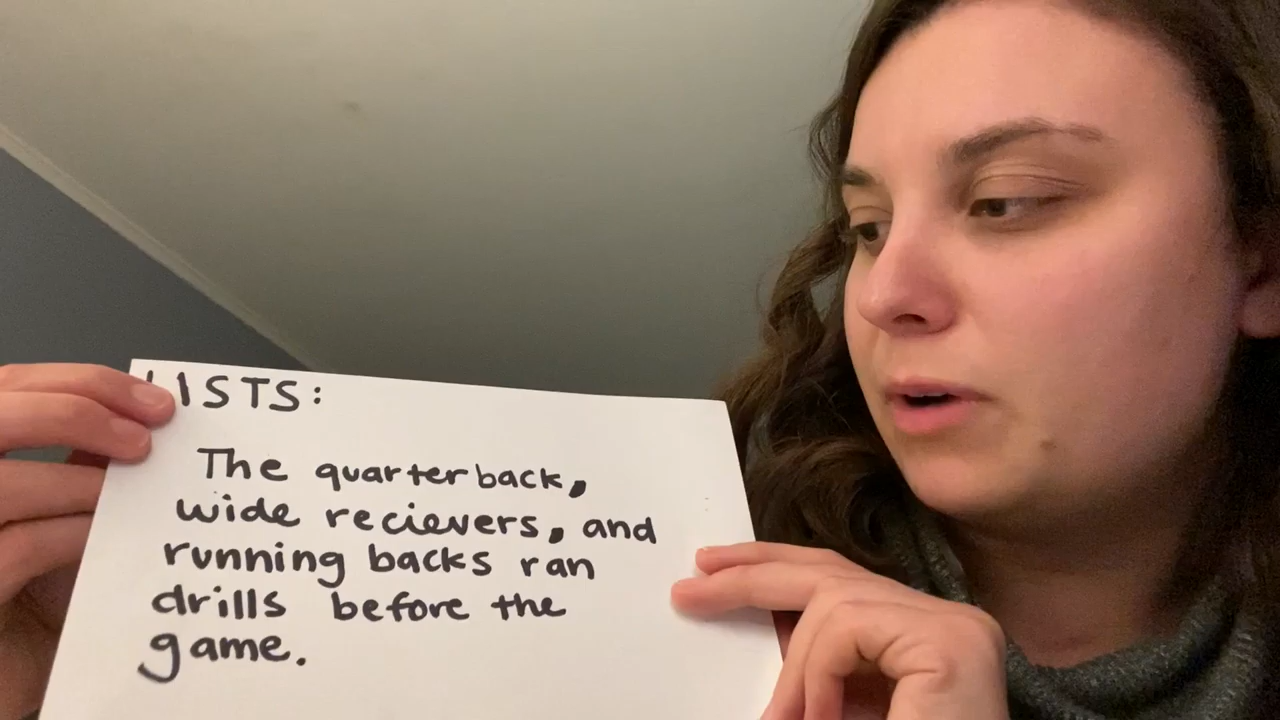 LISTS:
The quarterback,
wide recievers, and
running backs ran
drills before the
game.